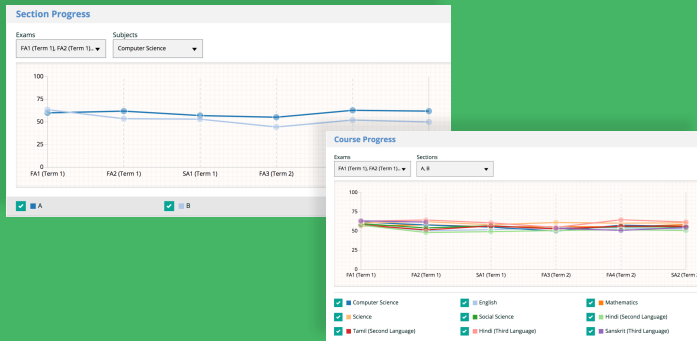 Section Progress
Exams Subjects
FA1 (Term 1), FA2 (Term 1)... Computer Science
100
75
50
25
0
FA1 (Term 1) FA2 (Term 1) SA1 (Term 1) FA3 (Term 2)
A B
Course Progress
Exams Sections
FA1 (Term 1), FA2 (Term 1)... A, B
100
75
50
25
0
FA1 (Term 1) FA2 (Term 1) SA1 (Term 1) FA3 (Term 2) FA4 (Term 2) SA2 (Term
Computer Science English Mathematics
Science Social Science Hindi (Second Language)
Tamil (Second Language) Hindi (Third Language) Sanskrit (Third Language)